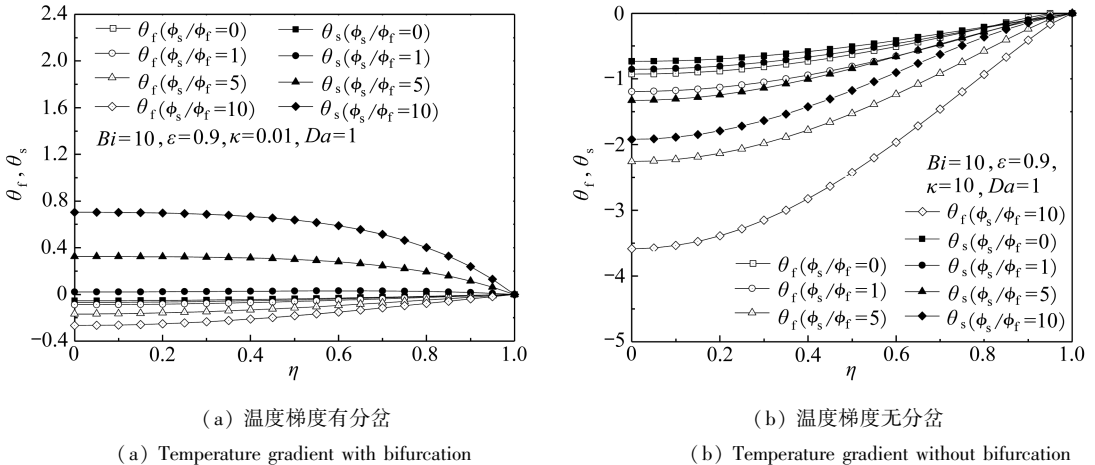 2.4
2.0
1.6
1.2
0.8
0.4
0
−0.4
θf, θs
θf(ϕs/ϕf=0) θs(ϕs/ϕf=0)
θf(ϕs/ϕf=1) θs(ϕs/ϕf=1)
θf(ϕs/ϕf=5) θs(ϕs/ϕf=5)
θf(ϕs/ϕf=10) θs(ϕs/ϕf=10)
Bi=10, ε=0.9, κ=0.01, Da=1
0 0.2 0.4 0.6 0.8 1.0
η
(a) 温度梯度有分岔
(a) Temperature gradient with bifurcation
0
−1
−2
−3
−4
−5
θf, θs
Bi=10, ε=0.9,
κ=10, Da=1
θf(ϕs/ϕf=10)
θs(ϕs/ϕf=0)
θf(ϕs/ϕf=0) θs(ϕs/ϕf=1)
θf(ϕs/ϕf=1) θs(ϕs/ϕf=5)
θf(ϕs/ϕf=5) θs(ϕs/ϕf=10)
0 0.2 0.4 0.6 0.8 1.0
η
(b) 温度梯度无分岔
(b) Temperature gradient without bifurcation